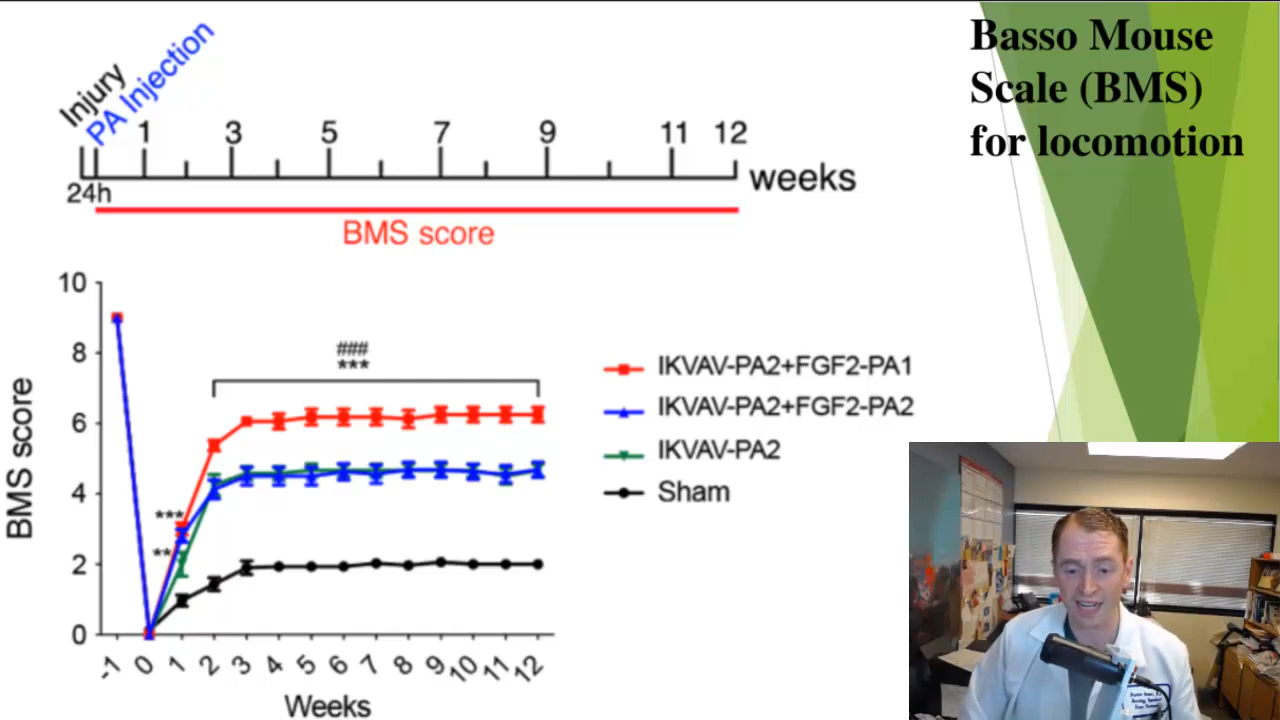 Basso Mouse
Scale (BMS)
for locomotion
Injury
PA Injection
1 3 5 7 9 11 12
weeks
24h
BMS score
10
8
6
4
2
0
BMS score
###
***
***
**
-1 0 1 2 3 4 5 6 7 8 9 10 11 12
Weeks
IKVAV-PA2+FGF2-PA1
IKVAV-PA2+FGF2-PA2
IKVAV-PA2
Sham